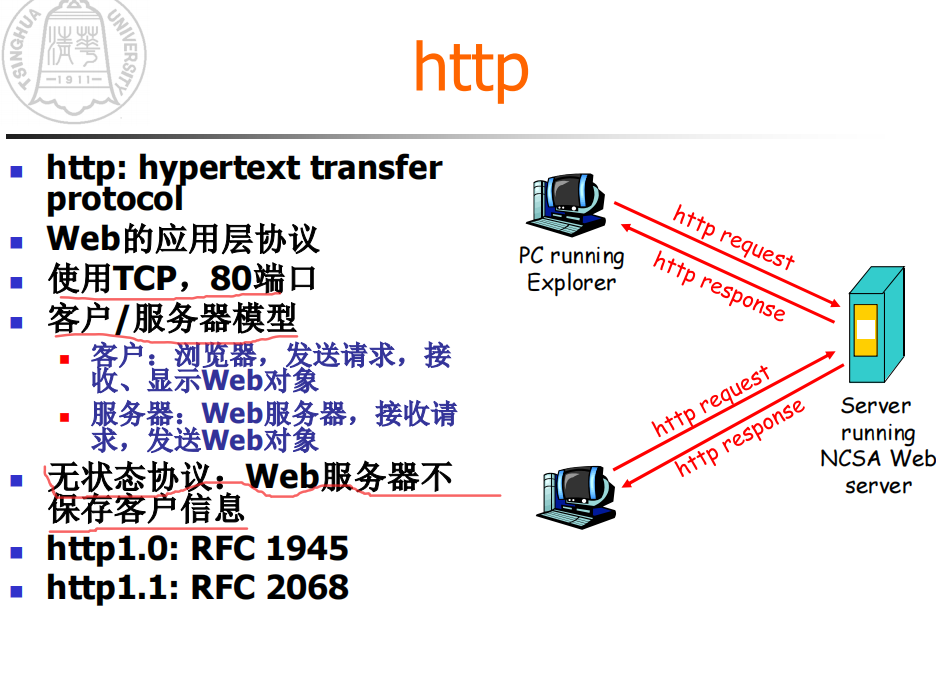 TSINGHUA UNIVERSITY
清華
-1911-
http
http: hypertext transfer
protocol
Web的应用层协议
使用TCP，80端口
客户/服务器模型
客户：浏览器，发送请求，接
收、显示Web对象
服务器：Web服务器，接收请
求，发送Web对象
无状态协议：Web服务器不
保存客户信息
http1.0: RFC 1945
http1.1: RFC 2068
PC running
Explorer
http request
http response
http request
http response
Server
running
NCSA Web
server